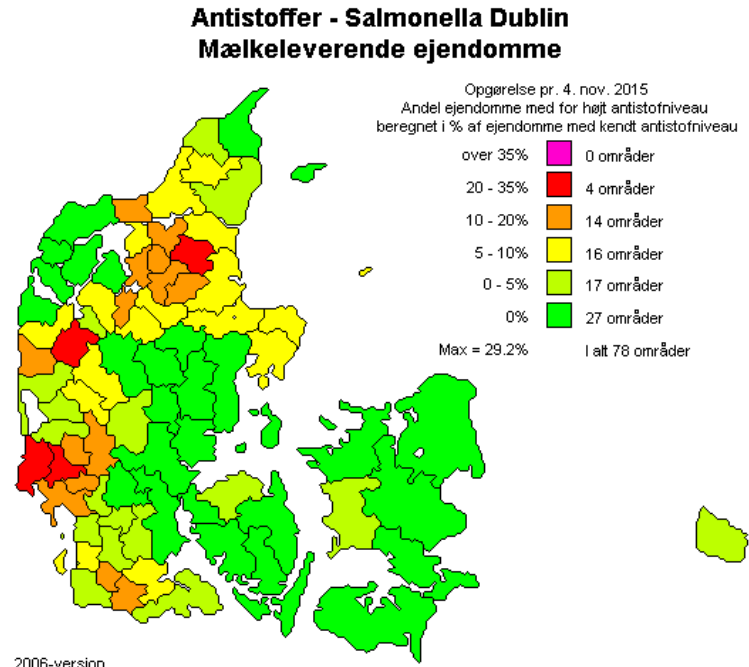 Antistoffer - Salmonella Dublin
Mælkeleverende ejendomme
Opgørelse pr. 4. nov. 2015
Andel ejendomme med for højt antistofniveau
beregnet i % af ejendomme med kendt antistofniveau
over 35% 0 områder
20 - 35% 4 områder
10 - 20% 14 områder
5 - 10% 16 områder
0 - 5% 17 områder
0% 27 områder
Max = 29.2% I alt 78 områder
2006-version